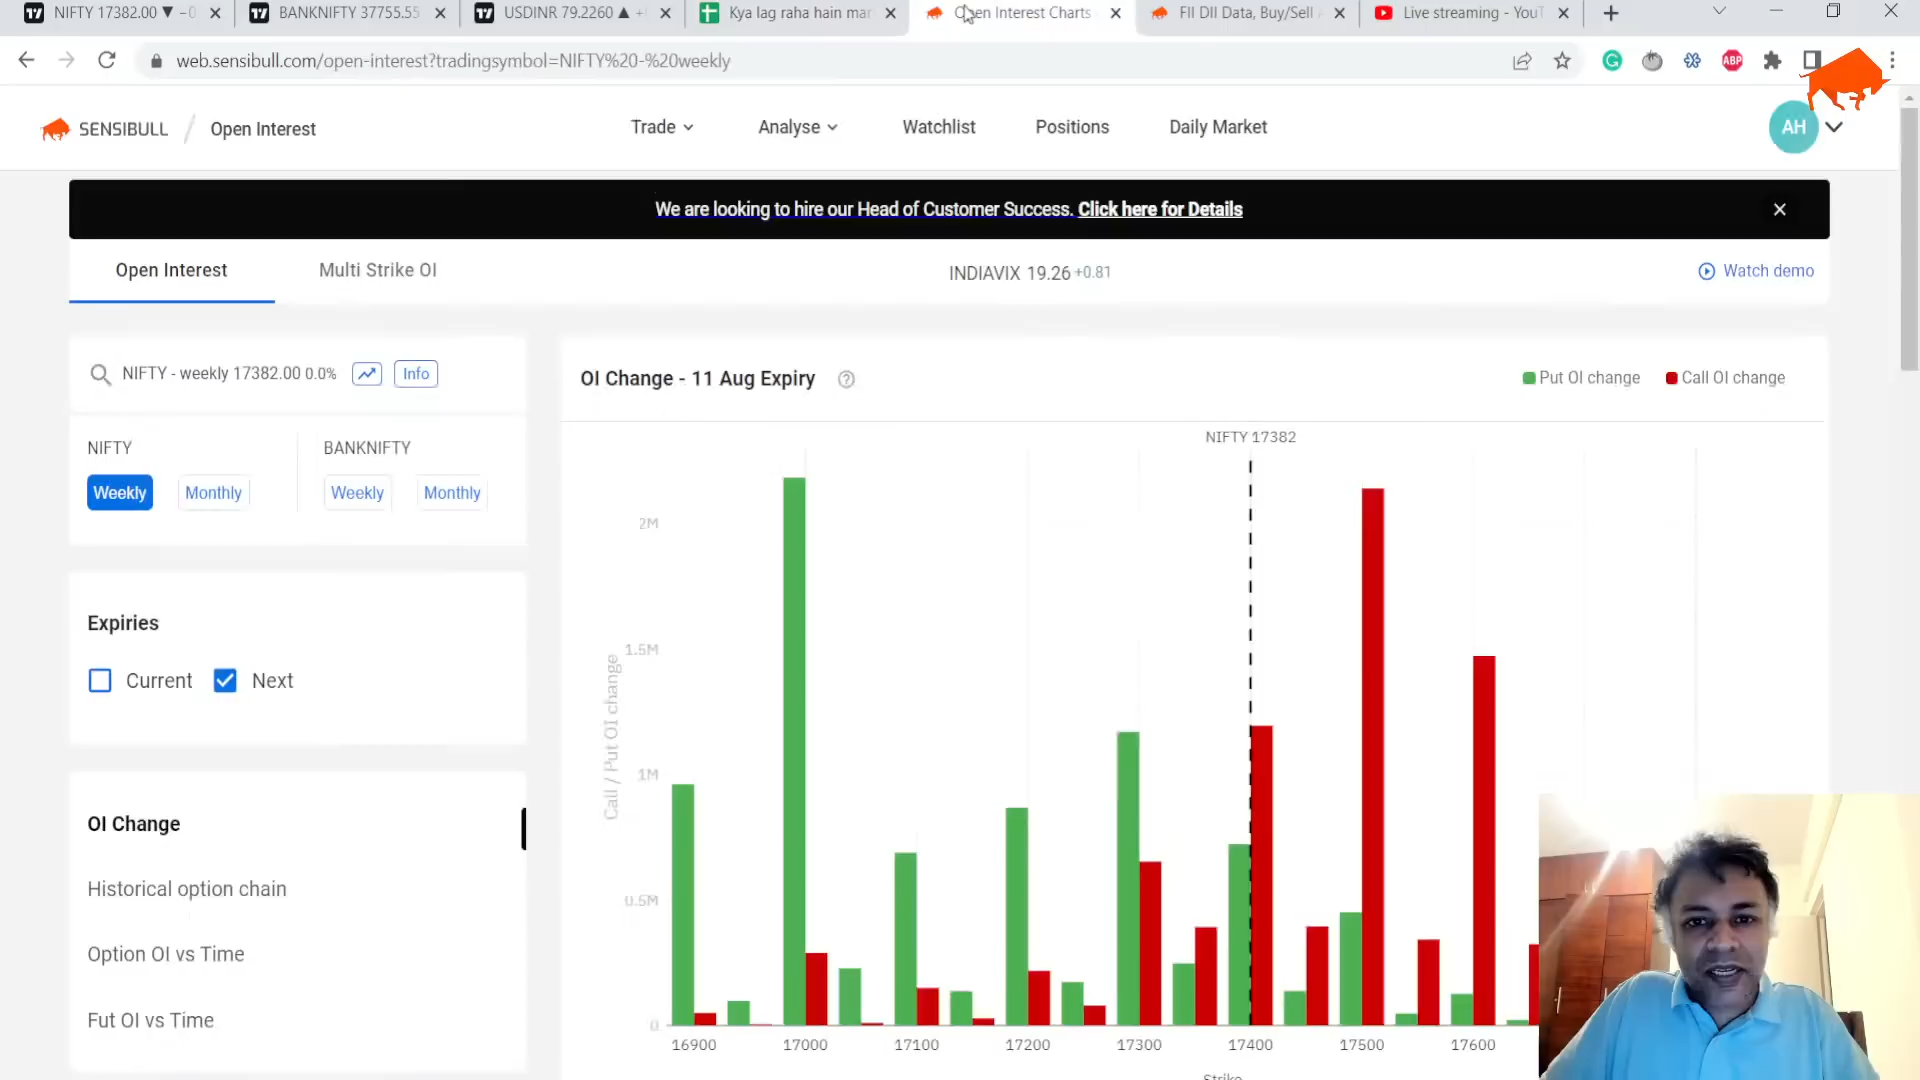 NIFTY 17382.00 ▼ −0
BANKNIFTY 37755.55
USDINR 79.2260 ▲ +
Kya lag raha hain mar
Open Interest Charts
FII DII Data, Buy/Sell
Live streaming - YouT
web.sensibull.com/open-interest?tradingsymbol=NIFTY%20-%20weekly
ABP
SENSIBULL / Open Interest
Trade
Analyse
Watchlist
Positions
Daily Market
AH
We are looking to hire our Head of Customer Success. Click here for Details
Open Interest
Multi Strike OI
INDIAVIX 19.26 +0.81
Watch demo
NIFTY - weekly 17382.00 0.0%
Info
NIFTY
BANKNIFTY
Weekly
Monthly
Weekly
Monthly
Expiries
Current
Next
OI Change
Historical option chain
Option OI vs Time
Fut OI vs Time
OI Change - 11 Aug Expiry
Put OI change
Call OI change
NIFTY 17382
Call / Put OI change
2M
1.5M
1M
0.5M
0
16900
17000
17100
17200
17300
17400
17500
17600
Strike